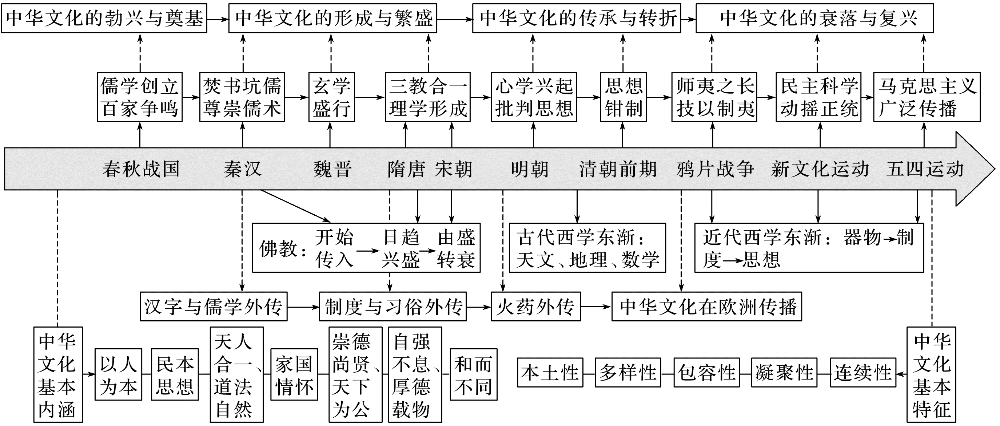 中华文化的勃兴与奠基
中华文化的形成与繁盛
中华文化的传承与转折
中华文化的衰落与复兴
儒学创立
百家争鸣
焚书坑儒
尊崇儒术
玄学
盛行
三教合一
理学形成
心学兴起
批判思想
思想
钳制
师夷之长
技以制夷
民主科学
动摇正统
马克思主义
广泛传播
春秋战国
秦汉
魏晋
隋唐
宋朝
明朝
清朝前期
鸦片战争
新文化运动
五四运动
佛教：
开始
传入
日趋
兴盛
由盛
转衰
古代西学东渐：
天文、地理、数学
近代西学东渐：器物→制
度→思想
汉字与儒学外传
制度与习俗外传
火药外传
中华文化在欧洲传播
中华
文化
基本
内涵
以人
为本
民本
思想
天人
合一、
道法
自然
家国
情怀
崇德
尚贤、
天下
为公
自强
不息、
厚德
载物
和而
不同
本土性
多样性
包容性
凝聚性
连续性
中华
文化
基本
特征